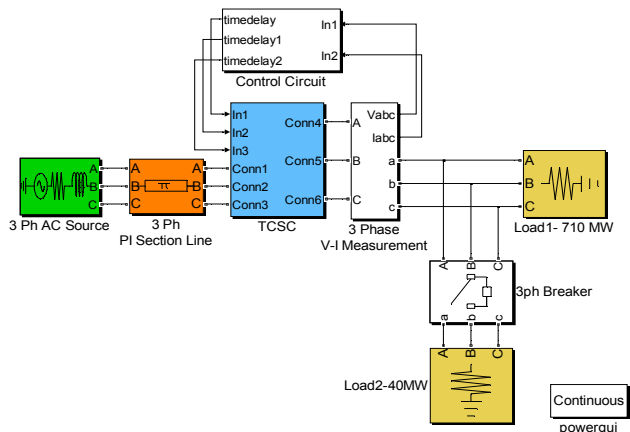 timedelay
timedelay1
timedelay2
In1
In2
Control Circuit
In1
In2
In3
Conn1
Conn2
Conn3
Conn4
Conn5
Conn6
TCSC
A
B
C
3 Ph AC Source
A
B
C
π
A
B
C
3 Ph
PI Section Line
A
B
C
Vabc
Iabc
a
b
c
3 Phase
V-I Measurement
A
B
C
Load1- 710 MW
A
B
C
a
b
c
3ph Breaker
A
B
C
Load2-40MW
Continuous
powergui